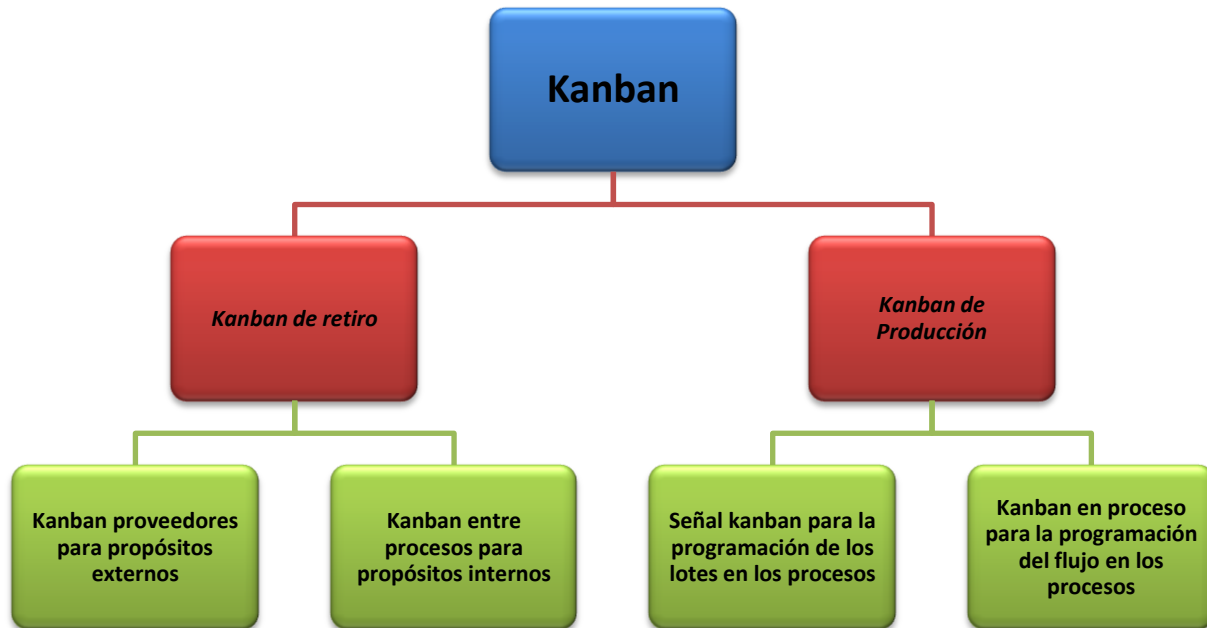 Kanban
Kanban de retiro
Kanban de
Producción
Kanban proveedores
para propósitos
externos
Kanban entre
procesos para
propósitos internos
Señal kanban para la
programación de los
lotes en los procesos
Kanban en proceso
para la programación
del flujo en los
procesos